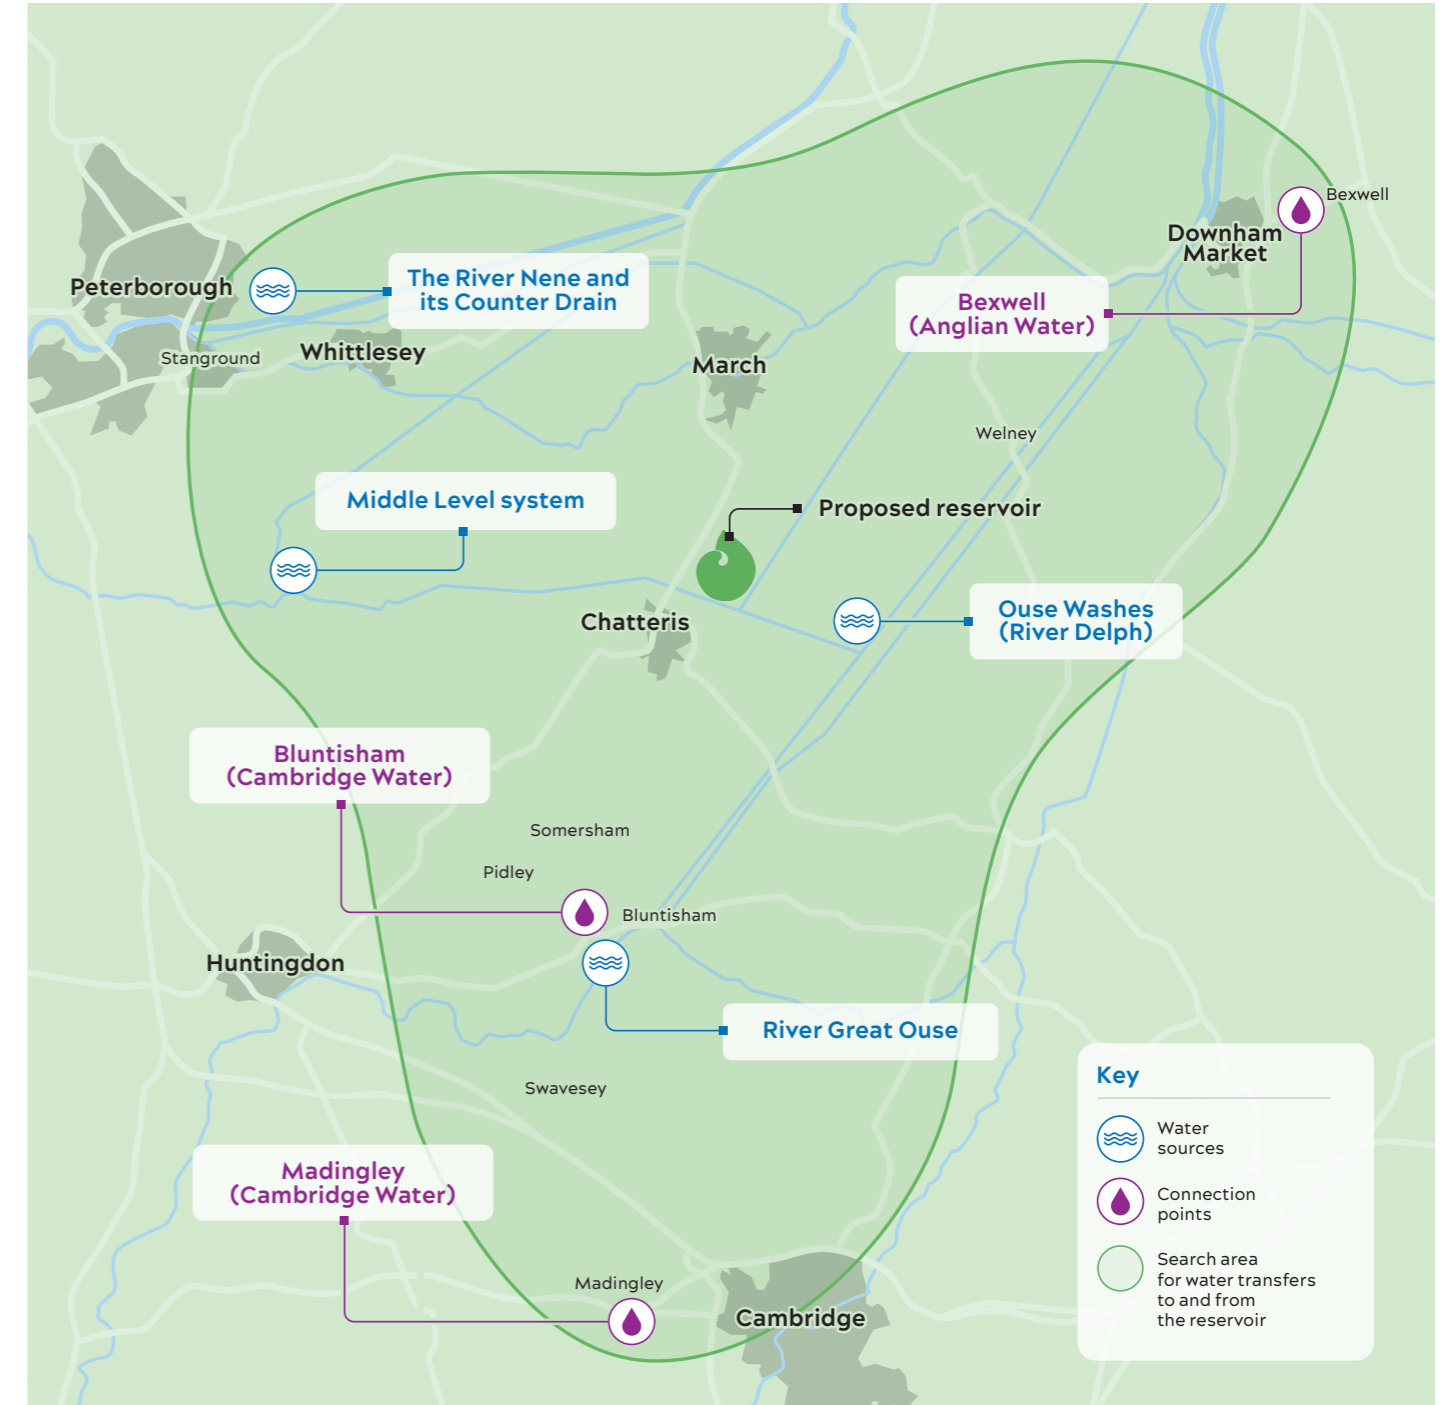 Bexwell
Downham
Market
The River Nene and
its Counter Drain
Peterborough
Bexwell
(Anglian Water)
Stanground
Whittlesey
March
Welney
Middle Level system
Proposed reservoir
Ouse Washes
(River Delph)
Chatteris
Bluntisham
(Cambridge Water)
Somersham
Pidley
Bluntisham
Huntingdon
River Great Ouse
Swavesey
Madingley
(Cambridge Water)
Madingley
Cambridge
Key
Water
sources
Connection
points
Search area
for water transfers
to and from
the reservoir